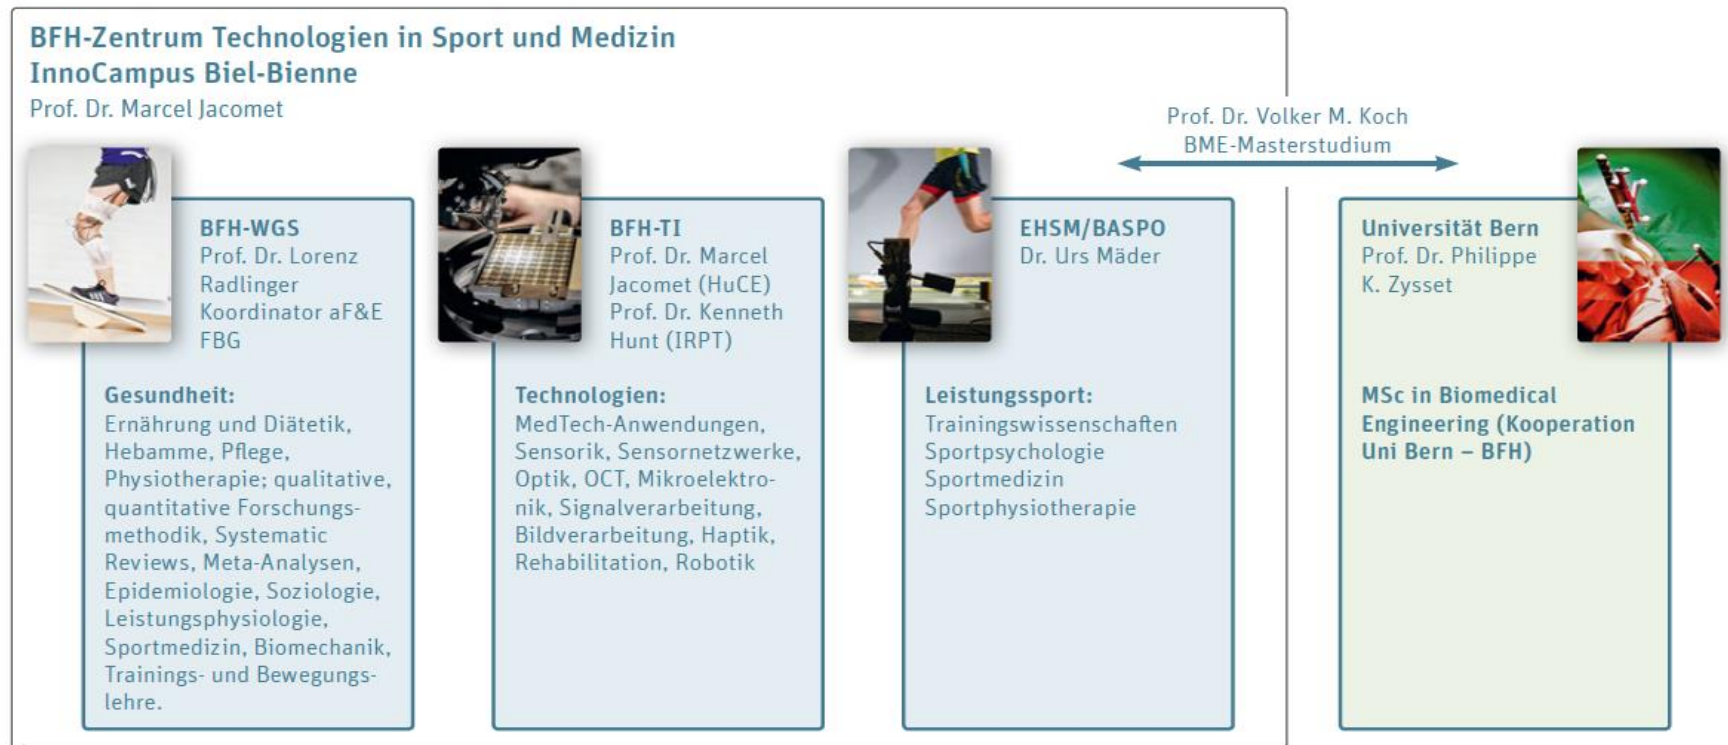 BFH-Zentrum Technologien in Sport und Medizin
InnoCampus Biel-Bienne
Prof. Dr. Marcel Jacomet
Prof. Dr. Volker M. Koch
BME-Masterstudium
BFH-WGS
Prof. Dr. Lorenz
Radlinger
Koordinator aF&E
FBG
Gesundheit:
Ernährung und Diätetik,
Hebamme, Pflege,
Physiotherapie; qualitative,
quantitative Forschungs-
methodik, Systematic
Reviews, Meta-Analysen,
Epidemiologie, Soziologie,
Leistungsphysiologie,
Sportmedizin, Biomechanik,
Trainings- und Bewegungs-
lehre.
BFH-TI
Prof. Dr. Marcel
Jacomet (HuCE)
Prof. Dr. Kenneth
Hunt (IRPT)
Technologien:
MedTech-Anwendungen,
Sensorik, Sensornetzwerke,
Optik, OCT, Mikroelektro-
nik, Signalverarbeitung,
Bildverarbeitung, Haptik,
Rehabilitation, Robotik
EHSM/BASPO
Dr. Urs Mäder
Leistungssport:
Trainingswissenschaften
Sportpsychologie
Sportmedizin
Sportphysiotherapie
Universität Bern
Prof. Dr. Philippe
K. Zysset
MSc in Biomedical
Engineering (Kooperation
Uni Bern – BFH)